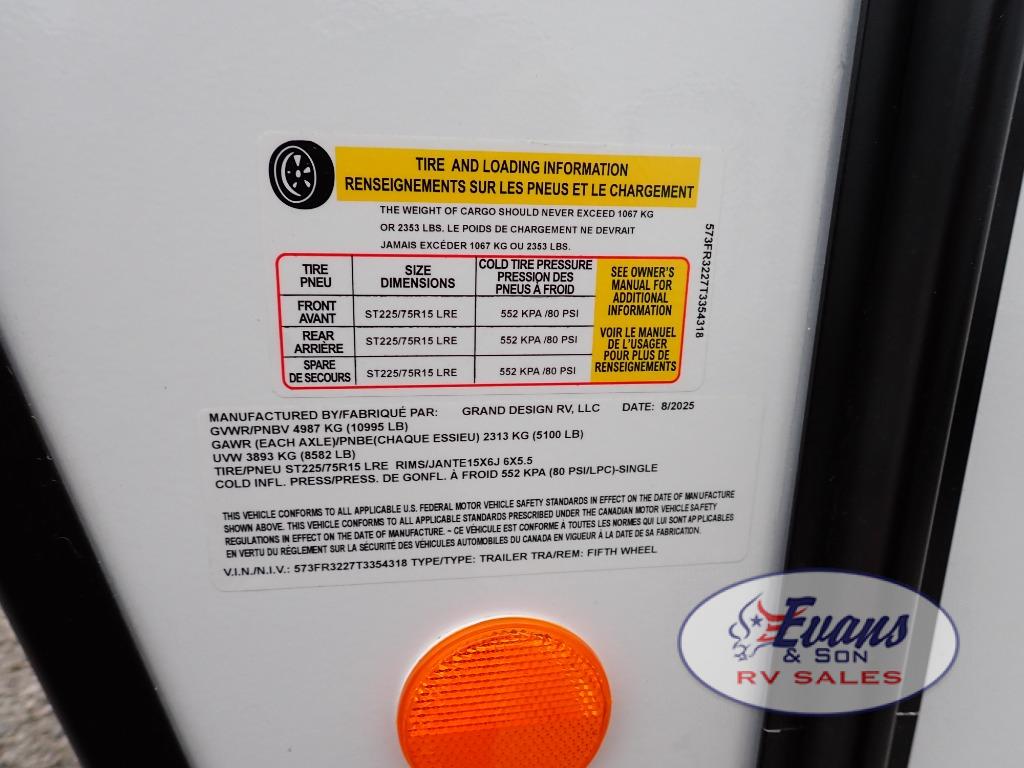 TIRE AND LOADING INFORMATION
RENSEIGNEMENTS SUR LES PNEUS ET LE CHARGEMENT
THE WEIGHT OF CARGO SHOULD NEVER EXCEED 1067 KG
OR 2353 LBS. LE POIDS DE CHARGEMENT NE DEVRAIT
JAMAIS EXCÉDER 1067 KG OU 2353 LBS.
TIRE
PNEU
SIZE
DIMENSIONS
COLD TIRE PRESSURE
PRESSION DES
PNEUS À FROID
FRONT
AVANT
ST225/75R15 LRE
552 KPA /80 PSI
REAR
ARRIÈRE
ST225/75R15 LRE
552 KPA /80 PSI
SPARE
DE SECOURS
ST225/75R15 LRE
552 KPA /80 PSI
SEE OWNER'S
MANUAL FOR
ADDITIONAL
INFORMATION
VOIR LE MANUEL
DE L'USAGER
POUR PLUS DE
RENSEIGNEMENTS
573FR3227T3354318
MANUFACTURED BY/FABRIQUÉ PAR: GRAND DESIGN RV, LLC DATE: 8/2025
GVWR/PNBV 4987 KG (10995 LB)
GAWR (EACH AXLE)/PNBE(CHAQUE ESSIEU) 2313 KG (5100 LB)
UVW 3893 KG (8582 LB)
TIRE/PNEU ST225/75R15 LRE RIMS/JANTE15X6J 6X5.5
COLD INFL. PRESS/PRESS. DE GONFL. À FROID 552 KPA (80 PSI/LPC)-SINGLE
THIS VEHICLE CONFORMS TO ALL APPLICABLE U.S. FEDERAL MOTOR VEHICLE SAFETY STANDARDS IN EFFECT ON THE DATE OF MANUFACTURE
SHOWN ABOVE. THIS VEHICLE CONFORMS TO ALL APPLICABLE STANDARDS PRESCRIBED UNDER THE CANADIAN MOTOR VEHICLE SAFETY
REGULATIONS IN EFFECT ON THE DATE OF MANUFACTURE. - CE VÉHICULE EST CONFORME À TOUTES LES NORMES QUI LUI SONT APPLICABLES
EN VERTU DU RÈGLEMENT SUR LA SÉCURITÉ DES VÉHICULES AUTOMOBILES DU CANADA EN VIGUEUR À LA DATE DE SA FABRICATION.
V.I.N./N.I.V.: 573FR3227T3354318 TYPE/TYPE: TRAILER TRA/REM: FIFTH WHEEL
Evans
& SON
RV SALES